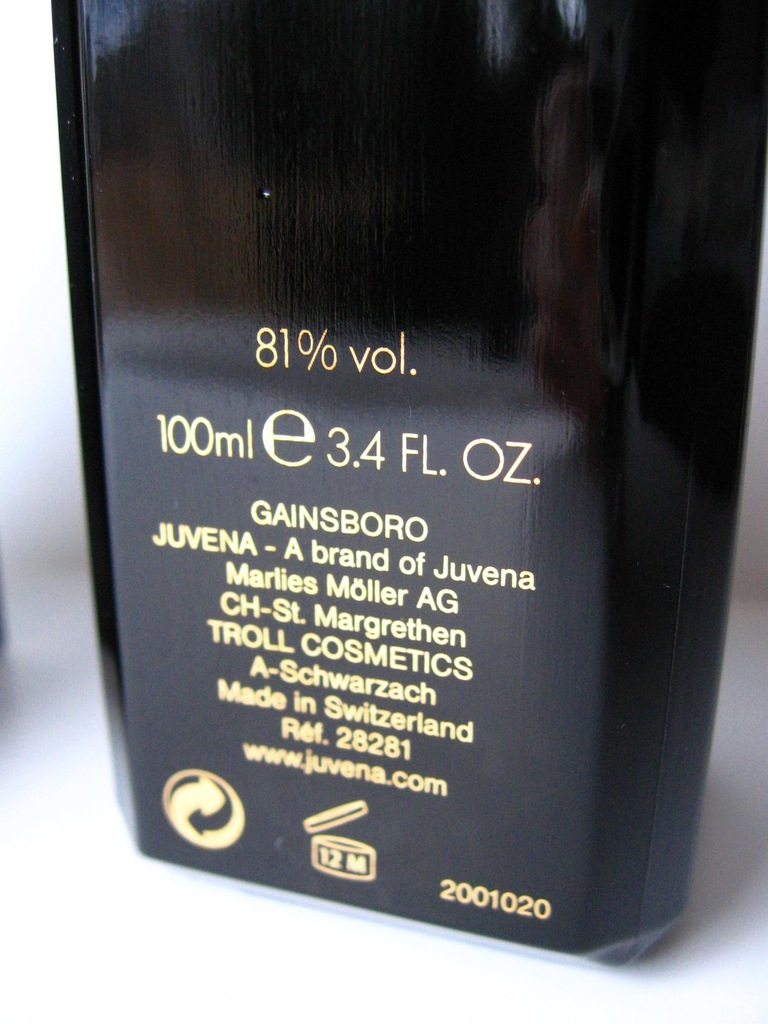 81% vol.
100ml e 3.4 FL. OZ.
GAINSBORO
JUVENA - A brand of Juvena
Marlies Möller AG
CH-St. Margrethen
TROLL COSMETICS
A-Schwarzach
Made in Switzerland
Réf. 28281
www.juvena.com
12 M
2001020